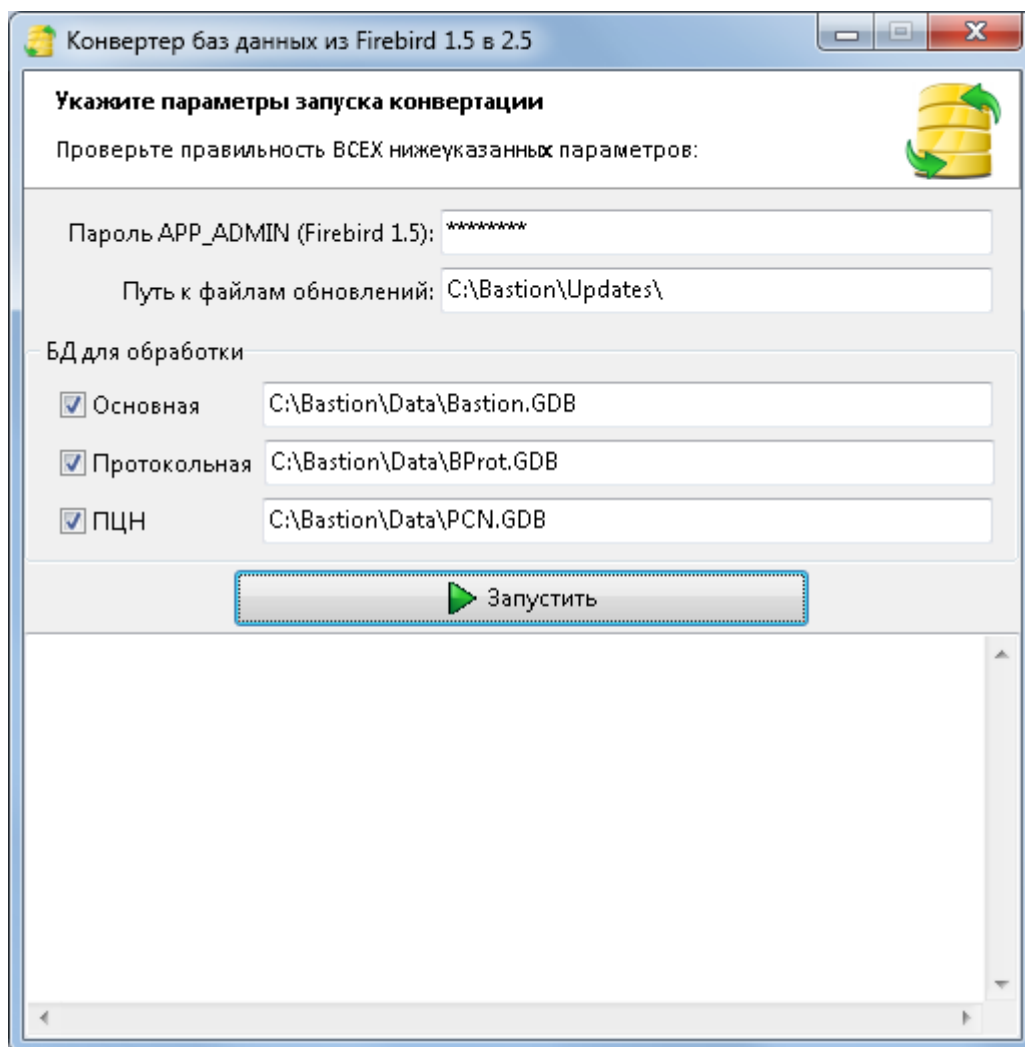 Конвертер баз данных из Firebird 1.5 в 2.5
Укажите параметры запуска конвертации
Проверьте правильность ВСЕХ нижеуказанных параметров:
Пароль APP_ADMIN (Firebird 1.5): ********
Путь к файлам обновлений: C:\Bastion\Updates\
БД для обработки
Основная C:\Bastion\Data\Bastion.GDB
Протокольная C:\Bastion\Data\BProt.GDB
ПЦН C:\Bastion\Data\PCN.GDB
Запустить